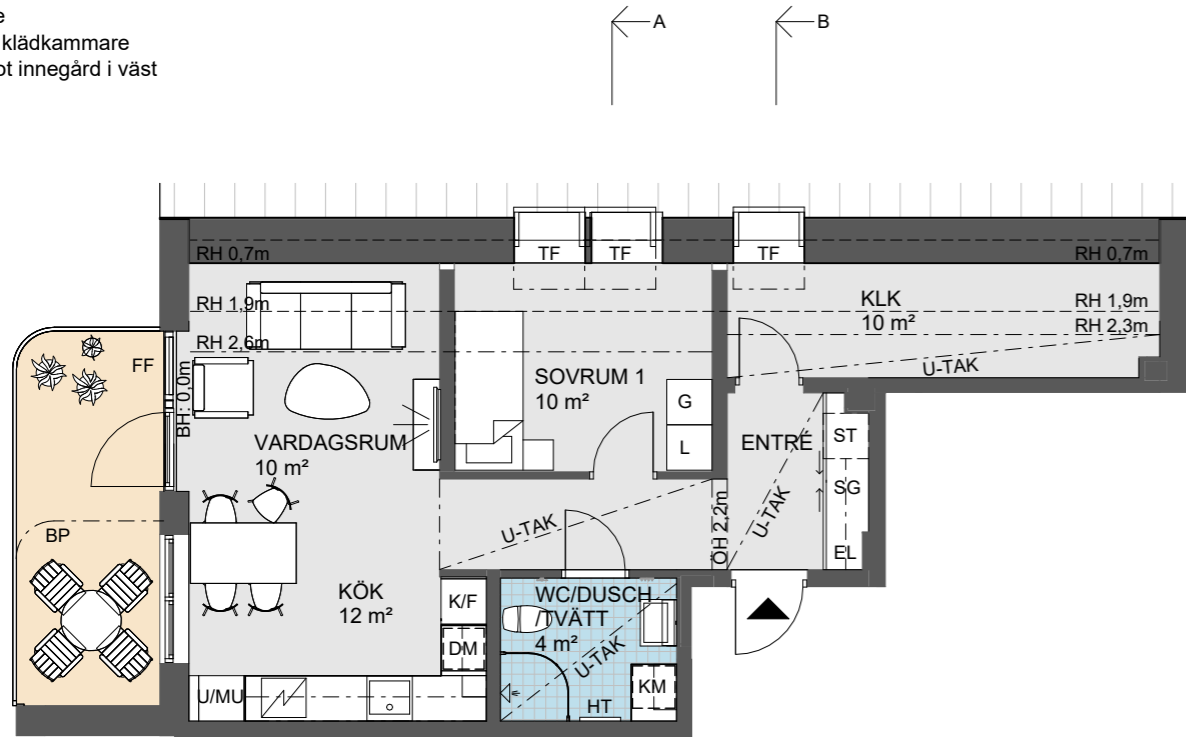 e
klädkammare
ot innegård i väst
A
B
TF
TF
TF
RH 0,7m
RH 0,7m
RH 1,9m
RH 1,9m
RH 2,6m
RH 2,3m
KLK
10 m²
U-TAK
FF
BH: 0,0m
SOVRUM 1
10 m²
G
L
VARDAGSRUM
10 m²
ENTRÉ
ST
SG
EL
U-TAK
U-TAK
ÖH 2,2m
BP
KÖK
12 m²
K/F
DM
U/MU
WC/DUSCH
/TVÄTT
4 m²
U-TAK
KM
HT